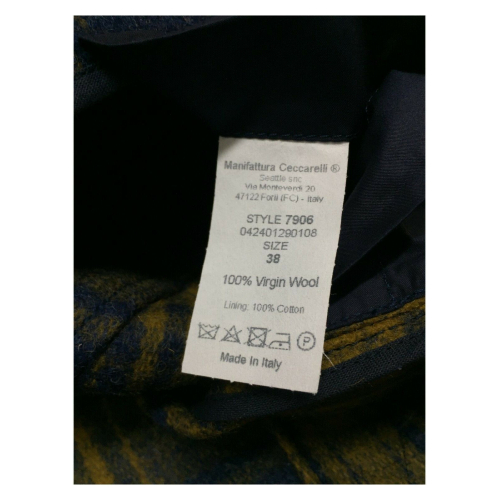 Manifattura Ceccarelli ®
Seattle snc
Via Monteverdi 20
47122 Forlì (FC) - Italy
STYLE 7906
042401290108
SIZE
38
100% Virgin Wool
Lining: 100% Cotton
P
Made in Italy